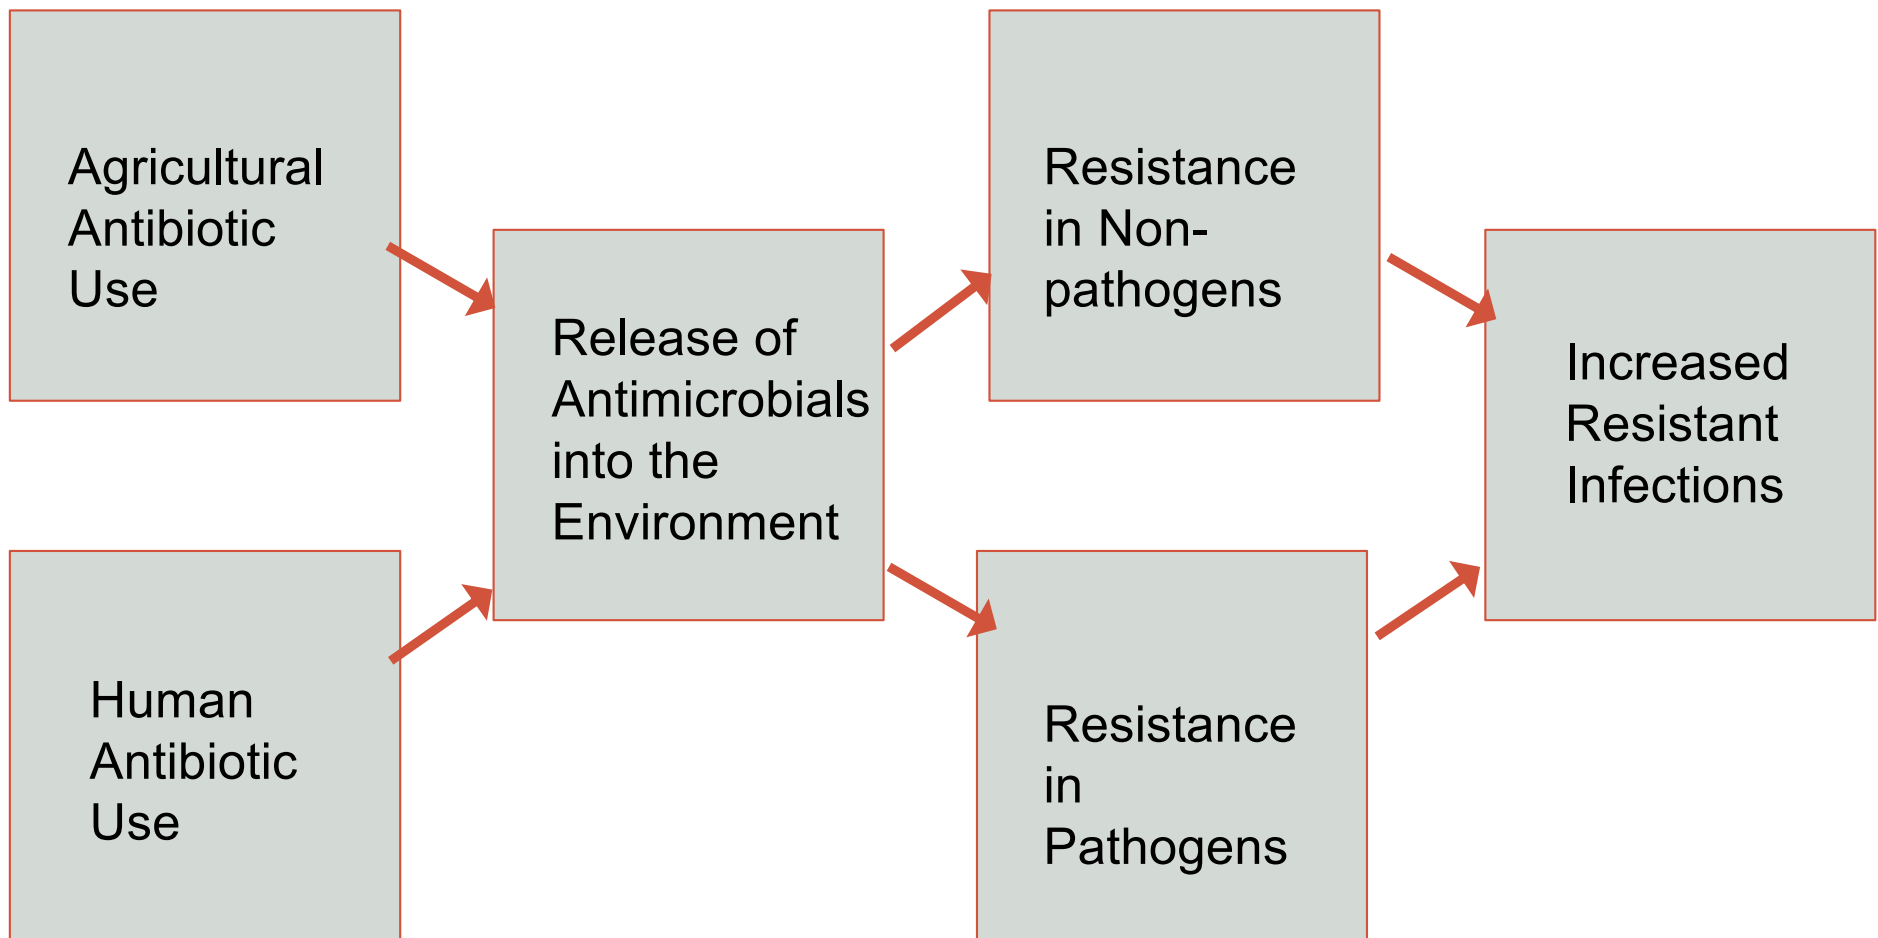 Agricultural
Antibiotic
Use
Human
Antibiotic
Use
Release of
Antimicrobials
into the
Environment
Resistance
in Non-
pathogens
Resistance
in
Pathogens
Increased
Resistant
Infections